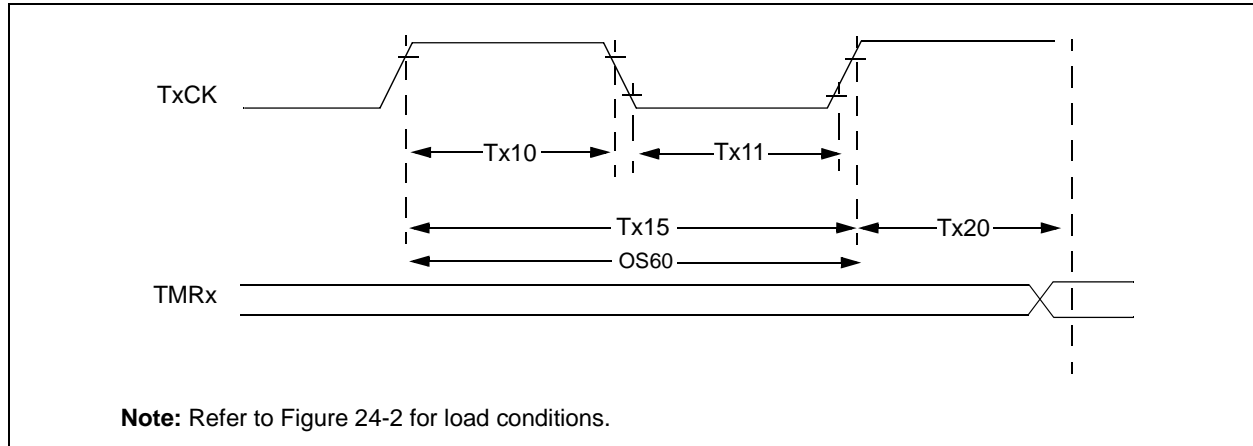 TxCK
Tx10
Tx11
Tx15
Tx20
OS60
TMRx
Note: Refer to Figure 24-2 for load conditions.